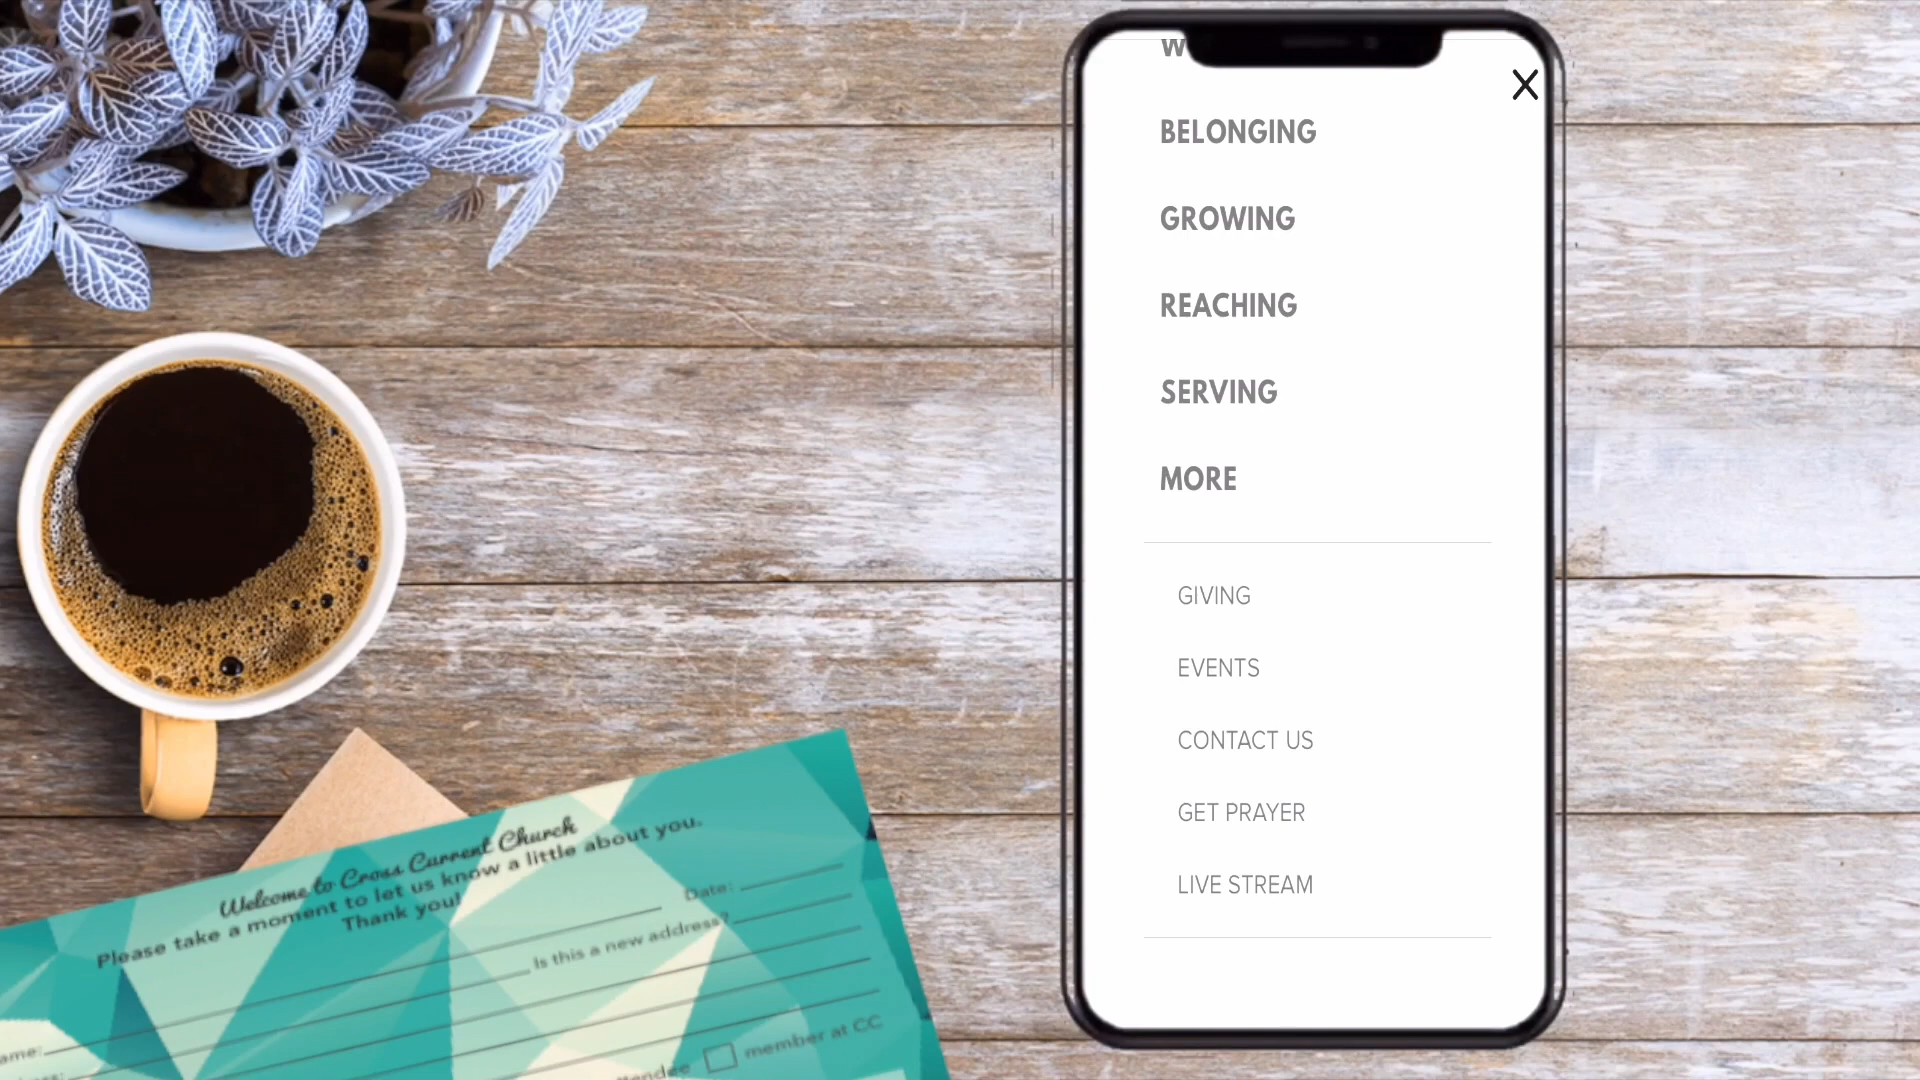 BELONGING
GROWING
REACHING
SERVING
MORE
GIVING
EVENTS
CONTACT US
GET PRAYER
LIVE STREAM
Welcome to Cross Current Church
Please take a moment to let us know a little about you.
Thank you!
Date:
Is this a new address?
member at CC